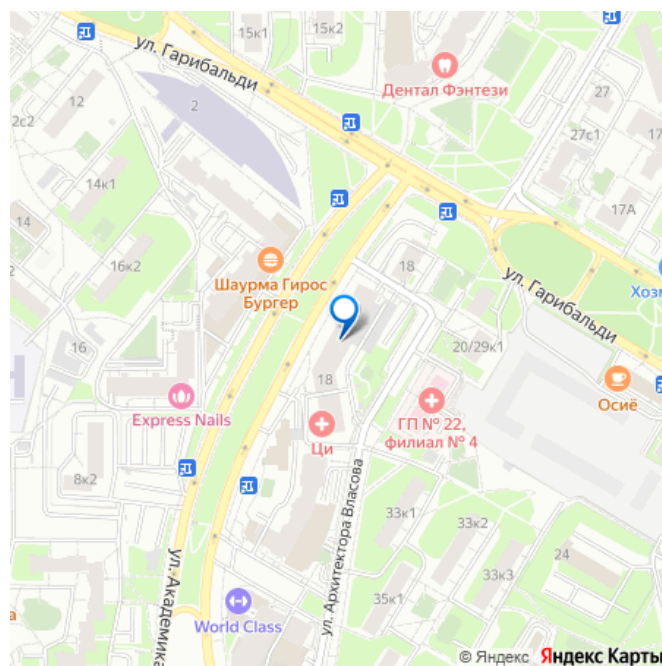 15к1
15к2
ул. Гарибальди
Дентал Фэнтези
27
12
2
2с2
27с1
14к1
17А
14
16к2
18
Хозм
Шаурма Гирос
Бургер
ул. Гарибальди
16
20/29к1
18
Осиё
Express Nails
ГП № 22,
филиал № 4
Ци
8к2
33к1
33к2
ул. Архитектора Власова
24
33к3
ул. Академика
35к1
а
World Class
© Яндекс Яндекс Карты